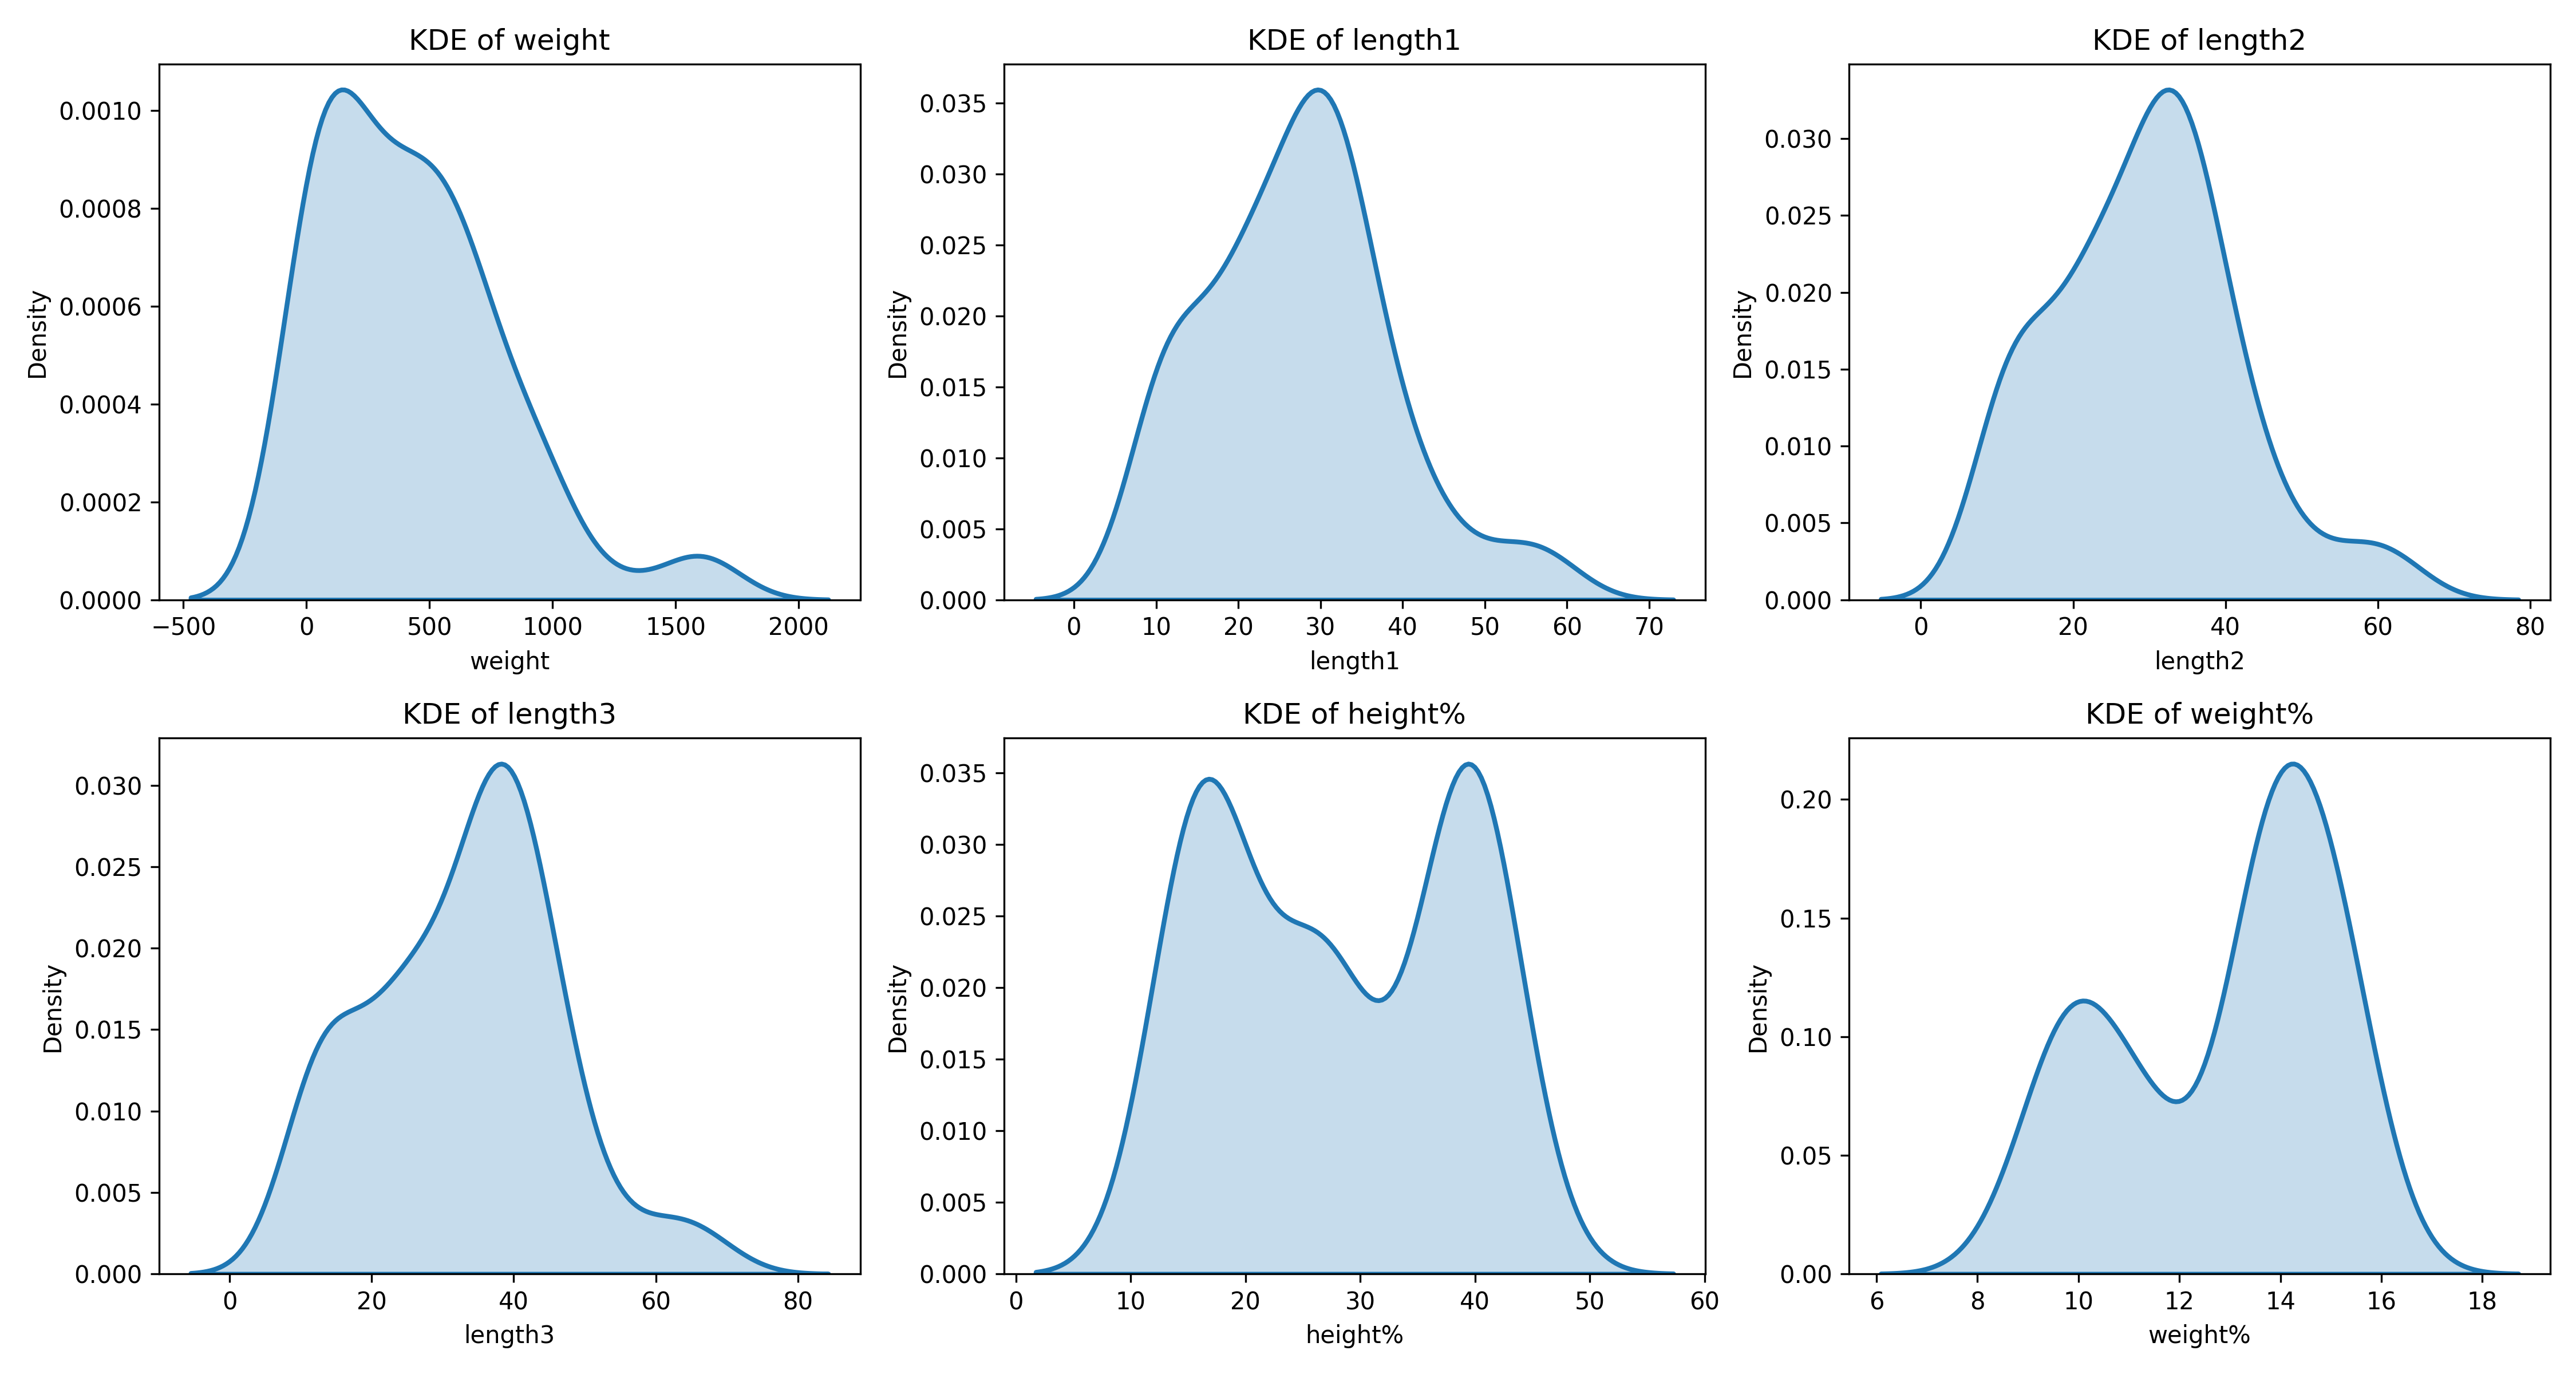 KDE of weight
Density
0.0010
0.0008
0.0006
0.0004
0.0002
0.0000
−500 0 500 1000 1500 2000
weight
KDE of length1
Density
0.035
0.030
0.025
0.020
0.015
0.010
0.005
0.000
0 10 20 30 40 50 60 70
length1
KDE of length2
Density
0.030
0.025
0.020
0.015
0.010
0.005
0.000
0 20 40 60 80
length2
KDE of length3
Density
0.030
0.025
0.020
0.015
0.010
0.005
0.000
0 20 40 60 80
length3
KDE of height%
Density
0.035
0.030
0.025
0.020
0.015
0.010
0.005
0.000
0 10 20 30 40 50 60
height%
KDE of weight%
Density
0.20
0.15
0.10
0.05
0.00
6 8 10 12 14 16 18
weight%